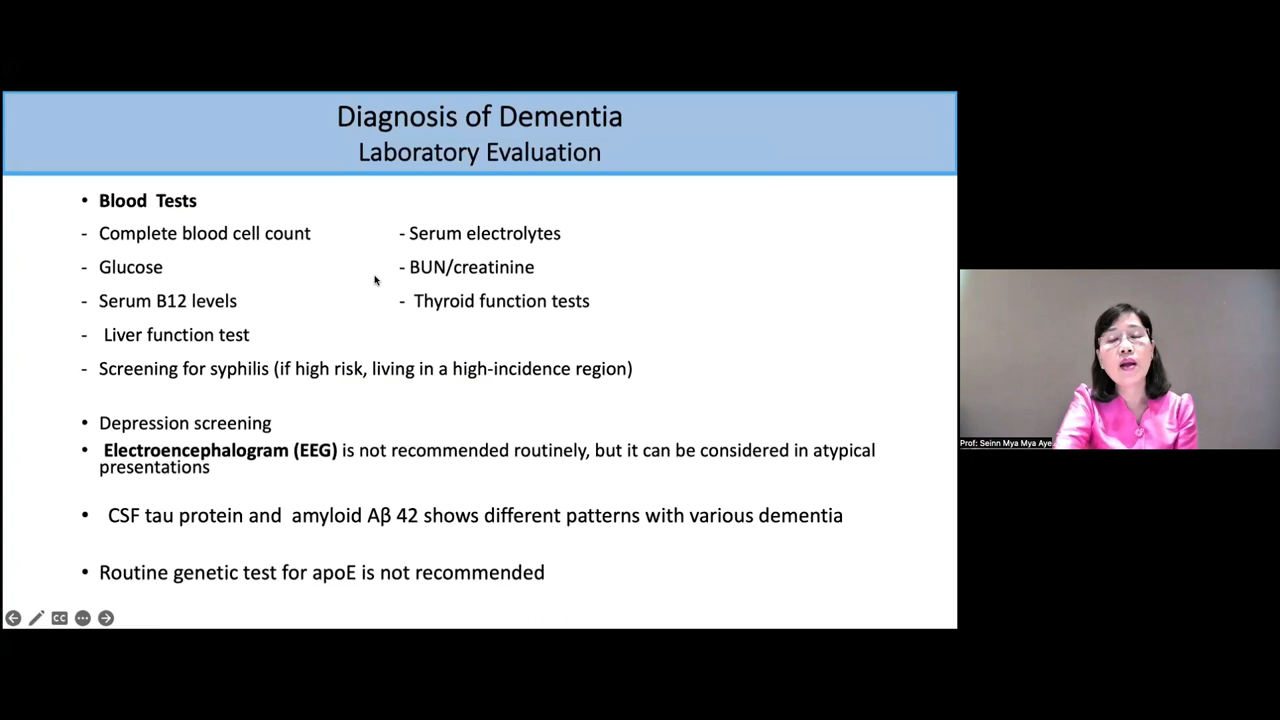 Diagnosis of Dementia
Laboratory Evaluation
• Blood Tests
- Complete blood cell count - Serum electrolytes
- Glucose - BUN/creatinine
- Serum B12 levels - Thyroid function tests
- Liver function test
- Screening for syphilis (if high risk, living in a high-incidence region)
• Depression screening
• Electroencephalogram (EEG) is not recommended routinely, but it can be considered in atypical
presentations
• CSF tau protein and amyloid Aβ 42 shows different patterns with various dementia
• Routine genetic test for apoE is not recommended
CC
Prof: Seinn Mya Mya Aye